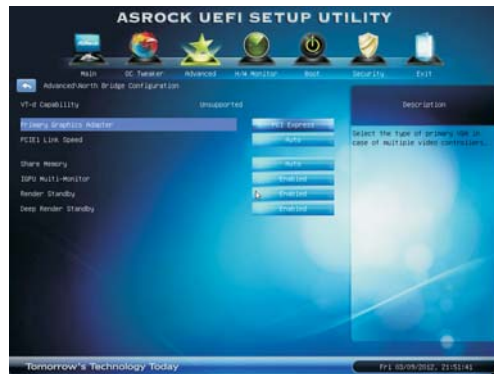 ASROCK UEFI SETUP UTILITY
Main OC Tweaker Advanced H/W Monitor Boot Security Exit
Advanced\North Bridge Configuration
VT-d Capability Unsupported
Description
Primary Graphics Adapter PCI Express
PCIE1 Link Speed Auto
Select the type of primary VGA in
case of multiple video controllers.
Share Memory Auto
IGPU Multi-Monitor Enabled
Render Standby Enabled
Deep Render Standby Enabled
Tomorrow's Technology Today
Fri 03/09/2012, 21:51:41